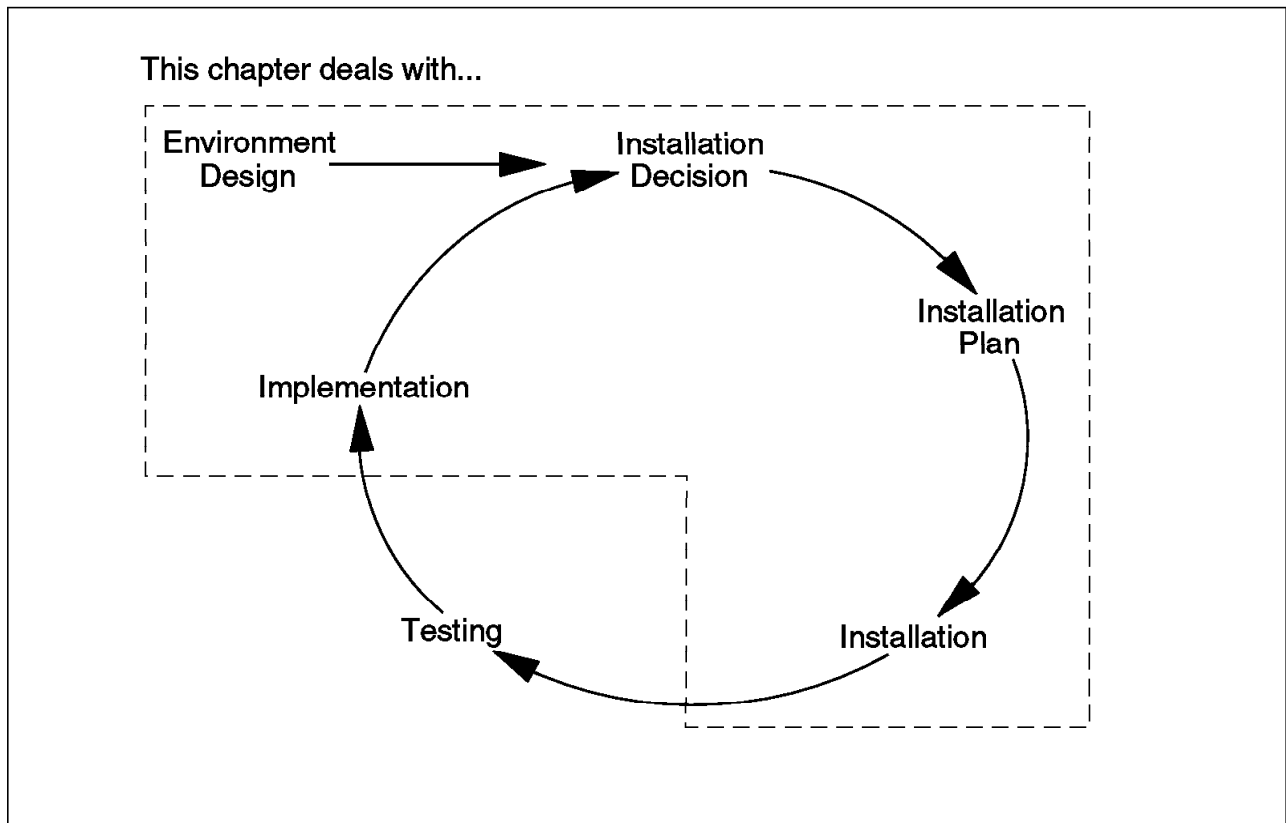 This chapter deals with...
Environment
Design
Installation
Decision
Installation
Plan
Implementation
Testing
Installation